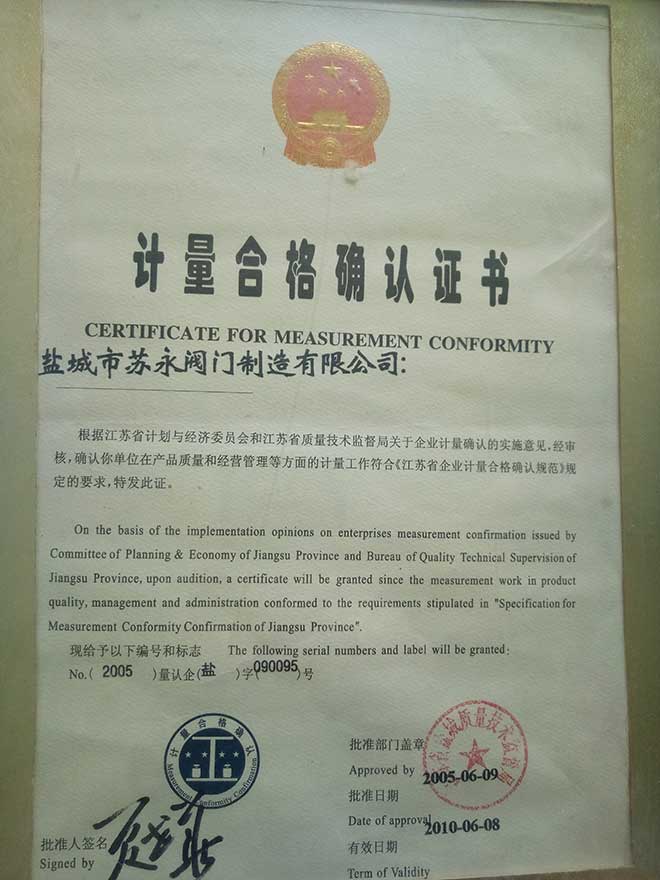 计量合格确认证书
CERTIFICATE FOR MEASUREMENT CONFORMITY
盐城市苏永阀门制造有限公司:
根据江苏省计划与经济委员会和江苏省质量技术监督局关于企业计量确认的实施意见,经审
核,确认你单位在产品质量和经营管理等方面的计量工作符合《江苏省企业计量合格确认规范》规
定的要求,特发此证。
On the basis of the implementation opinions on enterprises measurement confirmation issued by
Committee of Planning & Economy of Jiangsu Province and Bureau of Quality Technical Supervision of
Jiangsu Province, upon audition, a certificate will be granted since the measurement work in product
quality, management and administration conformed to the requirements stipulated in "Specification for
Measurement Conformity Confirmation of Jiangsu Province".
现给予以下编号和标志 The following serial numbers and label will be granted:
No.( 2005 )量认企(盐 )字(090095)号
计量合格确认
Measurement Conformity Confirmation
批准部门盖章
Approved by 2005-06-09
批准日期
Date of approval 2010-06-08
批准人签名
Signed by
有效日期
Term of Validity